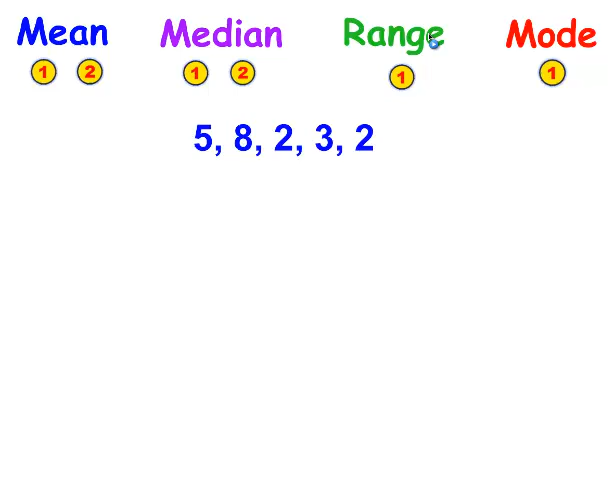 Mean Median Range Mode
1 2 1 2 1 1
5, 8, 2, 3, 2